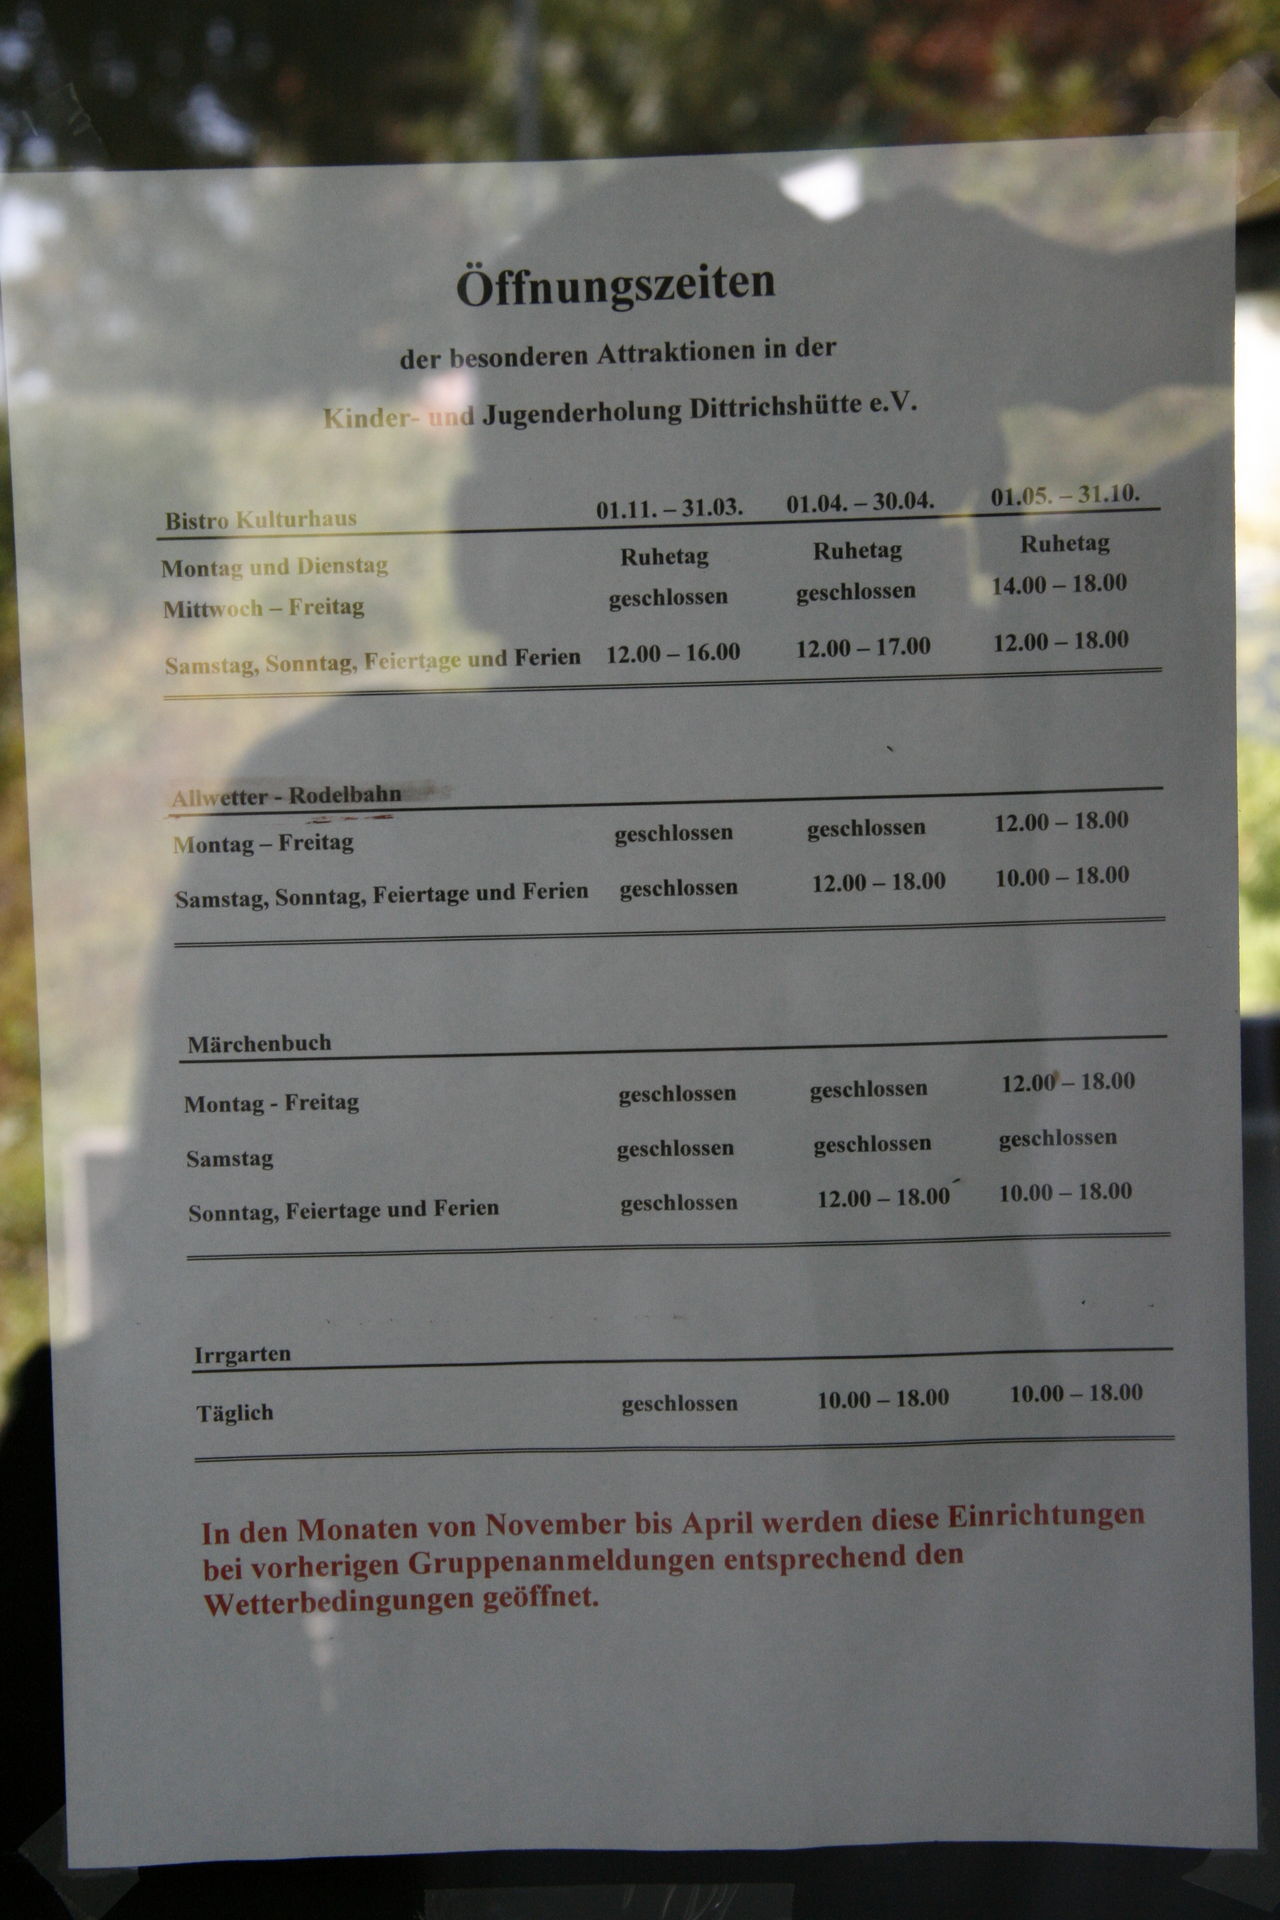 Öffnungszeiten
der besonderen Attraktionen in der
Kinder- und Jugenderholung Dittrichshütte e.V.
Bistro Kulturhaus 01.11. – 31.03. 01.04. – 30.04. 01.05. – 31.10.
Montag und Dienstag Ruhetag Ruhetag Ruhetag
Mittwoch – Freitag geschlossen geschlossen 14.00 – 18.00
Samstag, Sonntag, Feiertage und Ferien 12.00 – 16.00 12.00 – 17.00 12.00 – 18.00
Allwetter - Rodelbahn
Montag – Freitag geschlossen geschlossen 12.00 – 18.00
Samstag, Sonntag, Feiertage und Ferien geschlossen 12.00 – 18.00 10.00 – 18.00
Märchenbuch
Montag - Freitag geschlossen geschlossen 12.00 – 18.00
Samstag geschlossen geschlossen geschlossen
Sonntag, Feiertage und Ferien geschlossen 12.00 – 18.00 10.00 – 18.00
Irrgarten
Täglich geschlossen 10.00 – 18.00 10.00 – 18.00
In den Monaten von November bis April werden diese Einrichtungen
bei vorherigen Gruppenanmeldungen entsprechend den
Wetterbedingungen geöffnet.